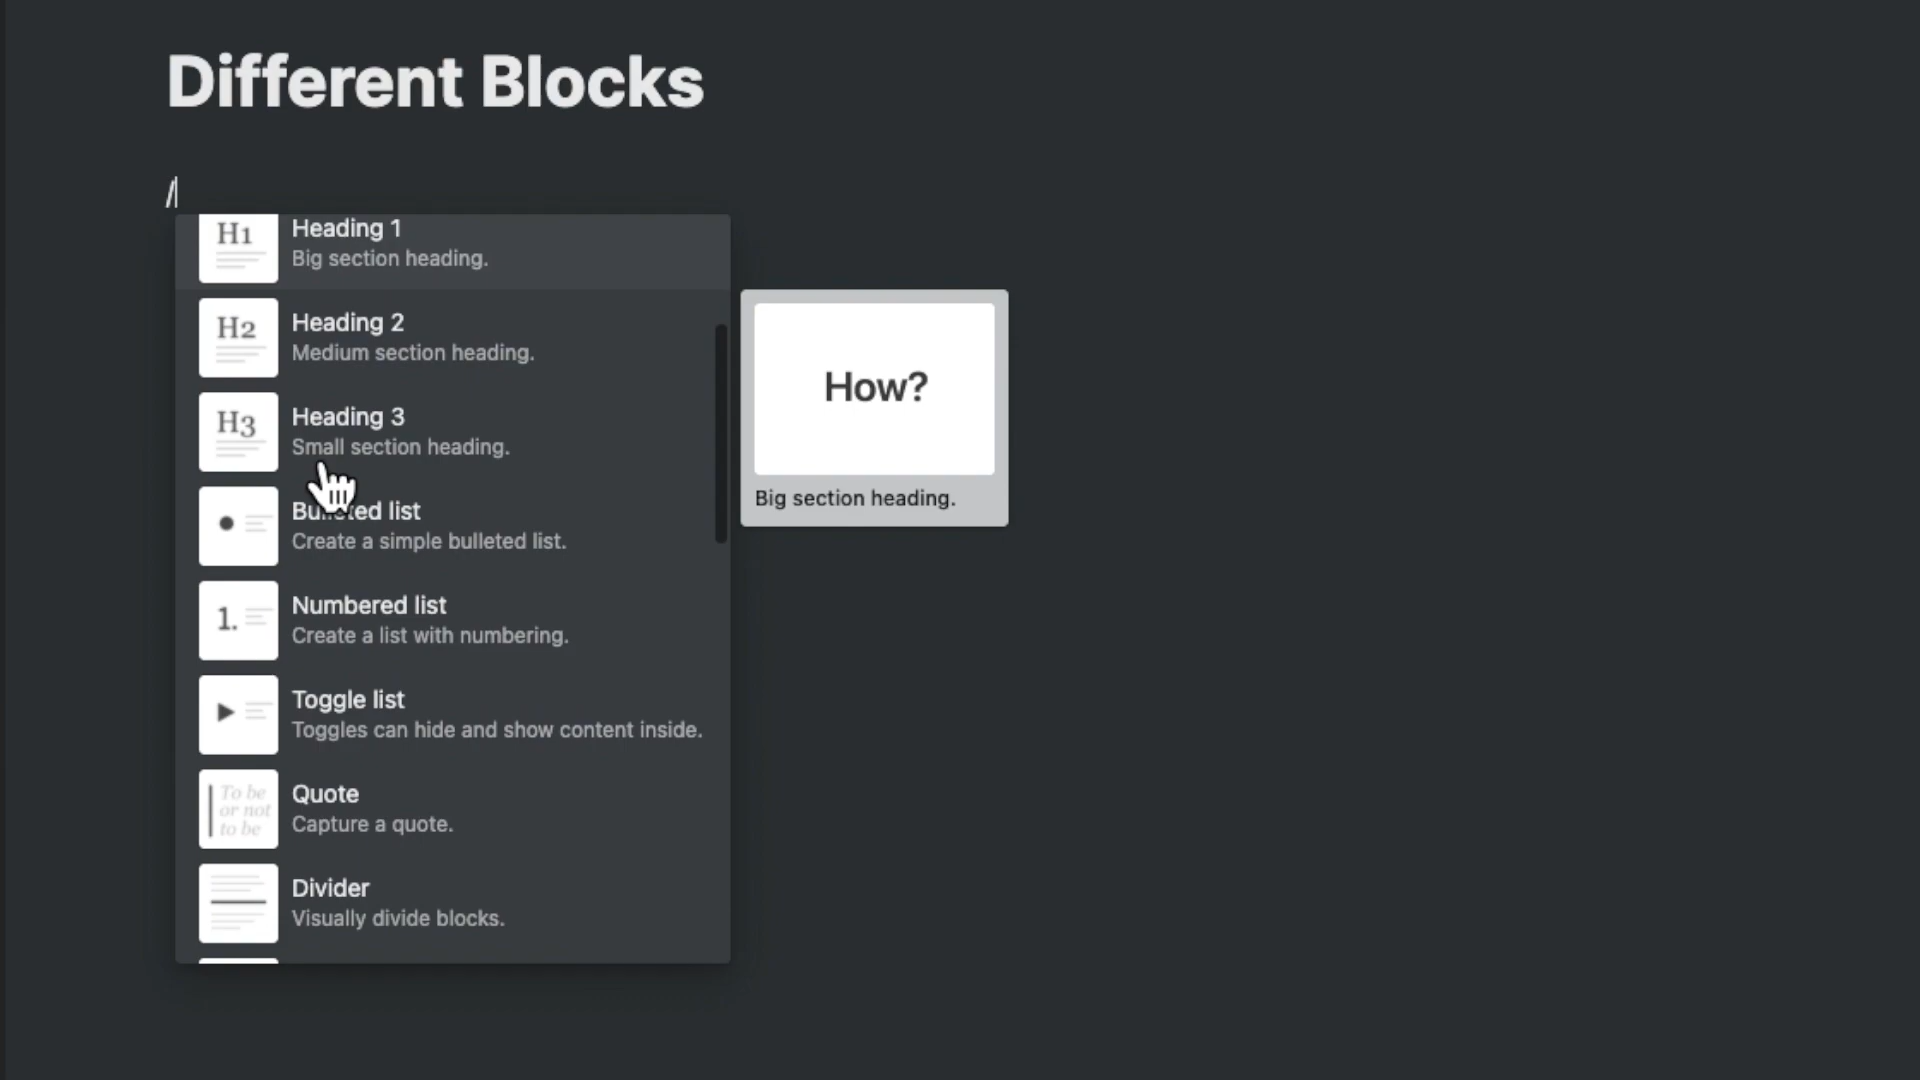 Different Blocks
/
H1
Heading 1
Big section heading.
H2
Heading 2
Medium section heading.
H3
Heading 3
Small section heading.
Bulleted list
Create a simple bulleted list.
1.
Numbered list
Create a list with numbering.
Toggle list
Toggles can hide and show content inside.
To be
or not
to be
Quote
Capture a quote.
Divider
Visually divide blocks.
How?
Big section heading.